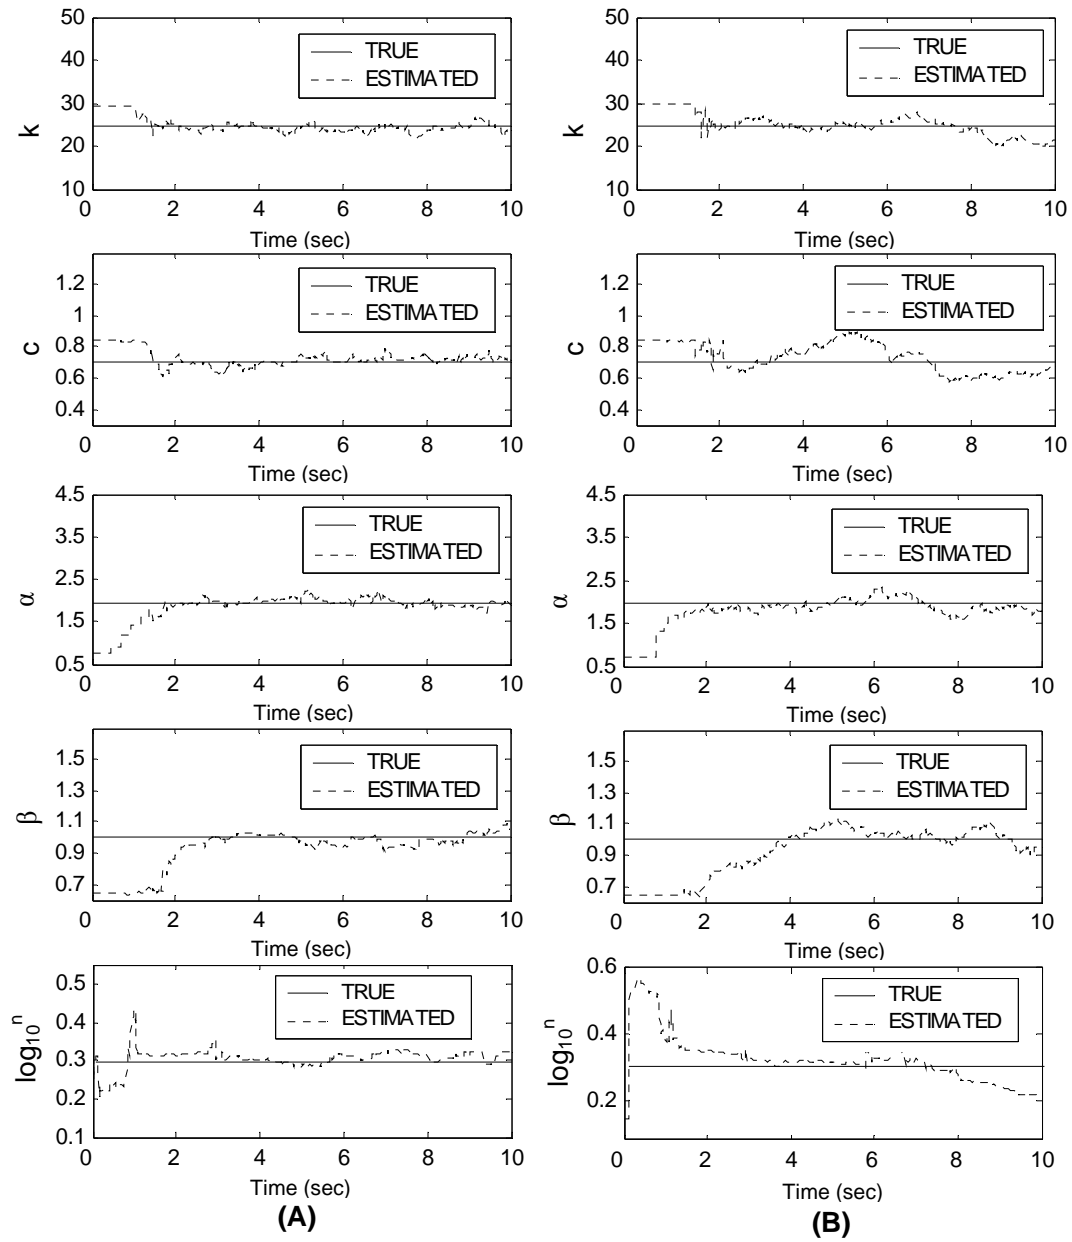 50
40
30
20
10
k
TRUE
ESTIMATED
0 2 4 6 8 10
Time (sec)
1.2
1
0.8
0.6
0.4
c
TRUE
ESTIMATED
0 2 4 6 8 10
Time (sec)
4.5
3.5
2.5
1.5
0.5
α
TRUE
ESTIMATED
0 2 4 6 8 10
Time (sec)
1.5
1.3
1.1
0.9
0.7
β
TRUE
ESTIMATED
0 2 4 6 8 10
Time (sec)
0.5
0.4
0.3
0.2
0.1
log₁₀ⁿ
TRUE
ESTIMATED
0 2 4 6 8 10
Time (sec)
(A)
50
40
30
20
10
k
TRUE
ESTIMATED
0 2 4 6 8 10
Time (sec)
1.2
1
0.8
0.6
0.4
c
TRUE
ESTIMATED
0 2 4 6 8 10
Time (sec)
4.5
3.5
2.5
1.5
0.5
α
TRUE
ESTIMATED
0 2 4 6 8 10
Time (sec)
1.5
1.3
1.1
0.9
0.7
β
TRUE
ESTIMATED
0 2 4 6 8 10
Time (sec)
0.6
0.4
0.2
log₁₀ⁿ
TRUE
ESTIMATED
0 2 4 6 8 10
Time (sec)
(B)